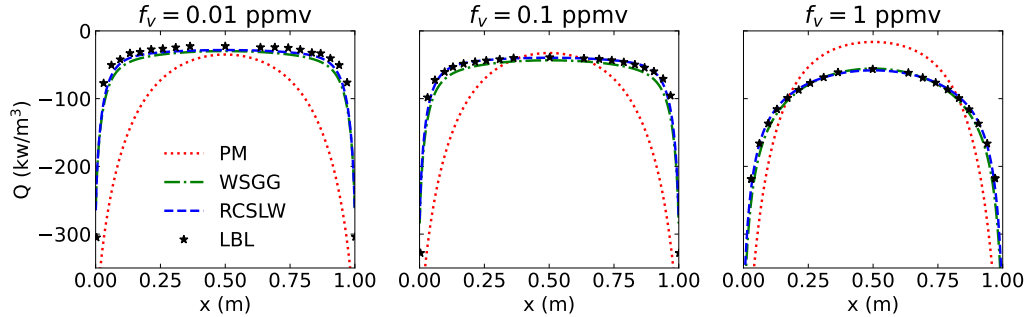 f_v = 0.01 ppmv
f_v = 0.1 ppmv
f_v = 1 ppmv
Q (kw/m³)
0
−100
−200
−300
PM
WSGG
RCSLW
LBL
0.00 0.25 0.50 0.75 1.00
0.00 0.25 0.50 0.75 1.00
0.00 0.25 0.50 0.75 1.00
x (m)
x (m)
x (m)